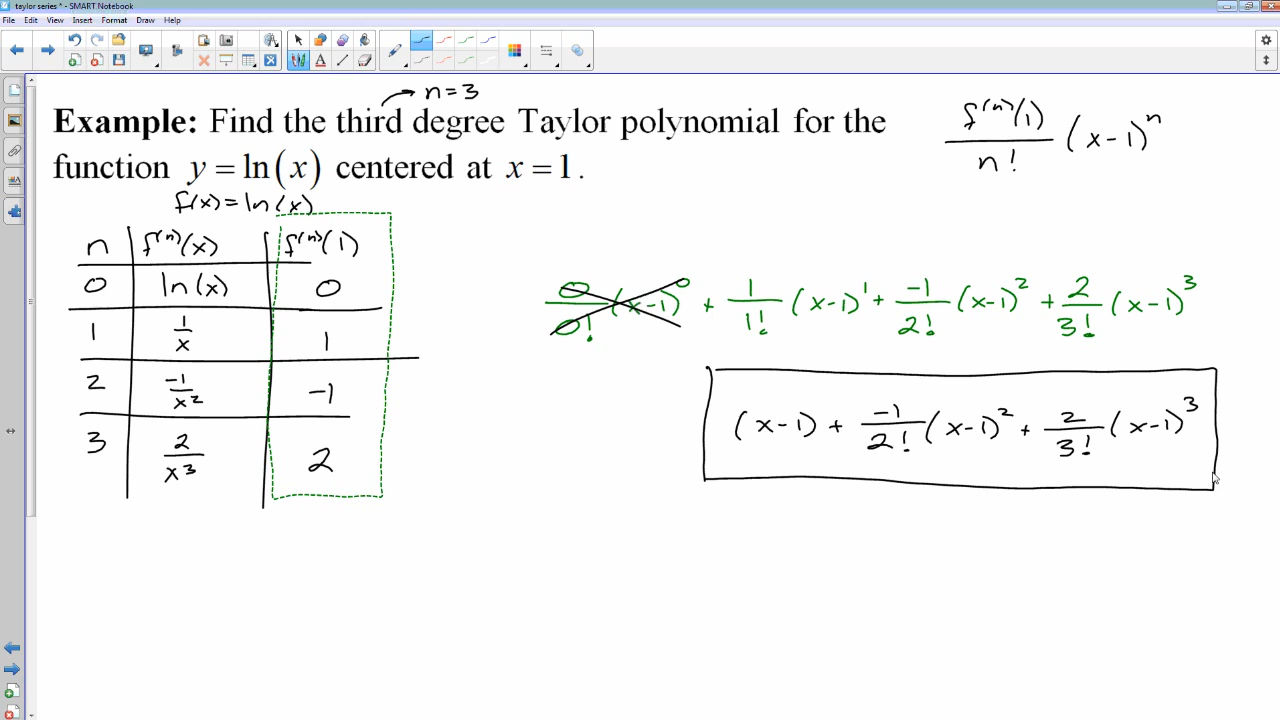 taylor series * - SMART Notebook
File Edit View Insert Format Draw Help
n = 3
Example: Find the third degree Taylor polynomial for the
function y = ln(x) centered at x = 1.
f⁽ⁿ⁾(1)/n! (x-1)ⁿ
f(x) = ln(x)
n f⁽ⁿ⁾(x) f⁽ⁿ⁾(1)
0 ln(x) 0
1 1/x 1
2 -1/x² -1
3 2/x³ 2
0/0! (x-1)⁰ + 1/1! (x-1)¹ + -1/2! (x-1)² + 2/3! (x-1)³
(x-1) + -1/2! (x-1)² + 2/3! (x-1)³